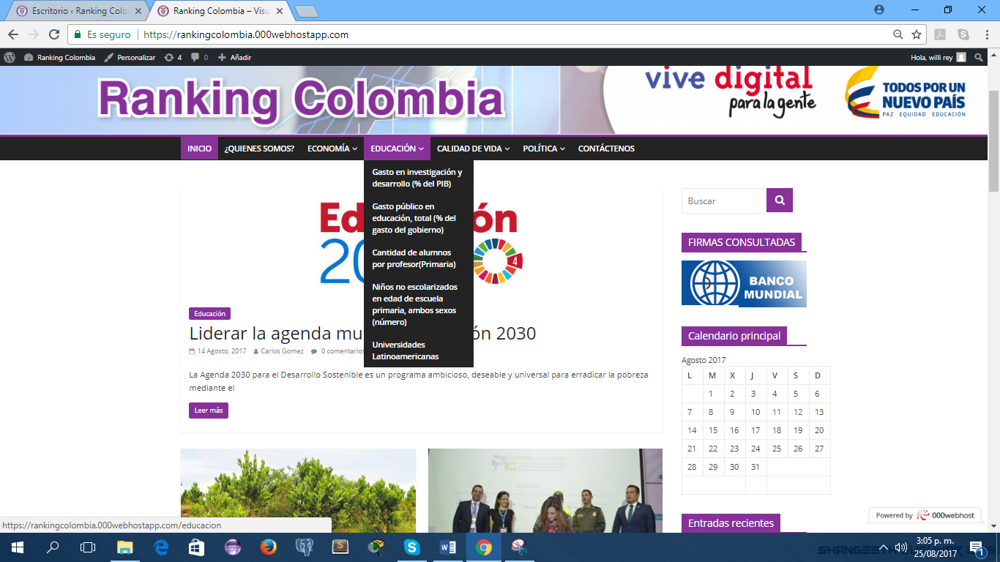 Escritorio ‹ Ranking Colo
Ranking Colombia – Visu
Es seguro
https://rankingcolombia.000webhostapp.com
Ranking Colombia
Personalizar
4
0
Añadir
Hola, willi rey
Ranking Colombia
vive digital
para la gente
TODOS POR UN
NUEVO PAÍS
PAZ EQUIDAD EDUCACIÓN
INICIO
¿QUIENES SOMOS?
ECONOMÍA
EDUCACIÓN
CALIDAD DE VIDA
POLÍTICA
CONTÁCTENOS
Gasto en investigación y
desarrollo (% del PIB)
Gasto público en
educación, total (% del
gasto del gobierno)
Cantidad de alumnos
por profesor(Primaria)
Niños no escolarizados
en edad de escuela
primaria, ambos sexos
(número)
Universidades
Latinoamericanas
Ed ón
20
4
Educación
Liderar la agenda mu ón 2030
14 Agosto, 2017
Carlos Gomez
0 comentarios
La Agenda 2030 para el Desarrollo Sostenible es un programa ambicioso, deseable y universal para erradicar la pobreza
mediante el
Leer más
Buscar
FIRMAS CONSULTADAS
BANCO
MUNDIAL
Calendario principal
Agosto 2017
L M X J V S D
1 2 3 4 5 6
7 8 9 10 11 12 13
14 15 16 17 18 19 20
21 22 23 24 25 26 27
28 29 30 31
Entradas recientes
Powered by 000webhost
https://rankingcolombia.000webhostapp.com/educacion
3:05 p. m.
25/08/2017
1